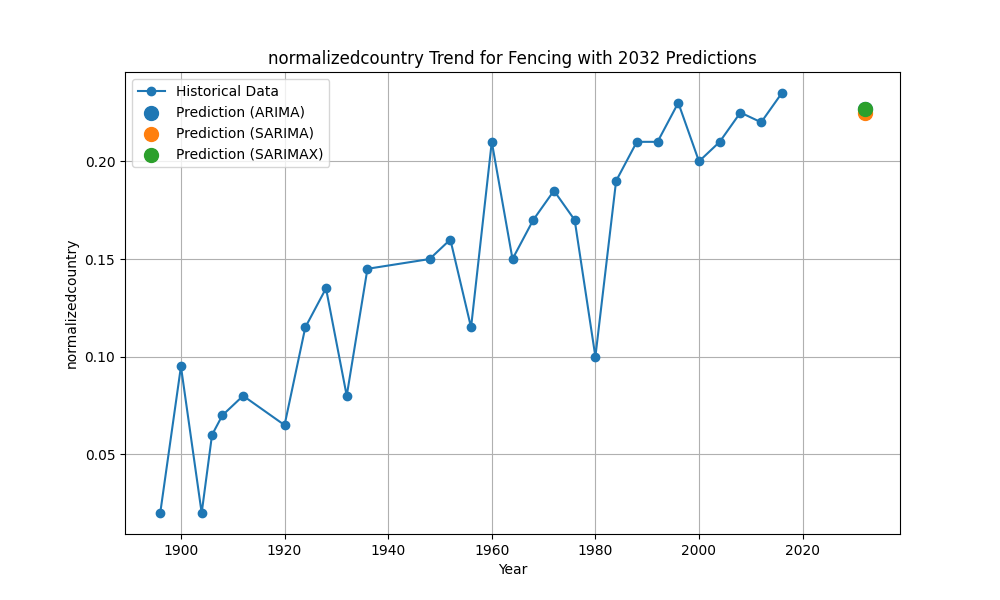 normalizedcountry Trend for Fencing with 2032 Predictions
Historical Data
Prediction (ARIMA)
Prediction (SARIMA)
Prediction (SARIMAX)
0.20
0.15
0.10
0.05
normalizedcountry
1900 1920 1940 1960 1980 2000 2020
Year